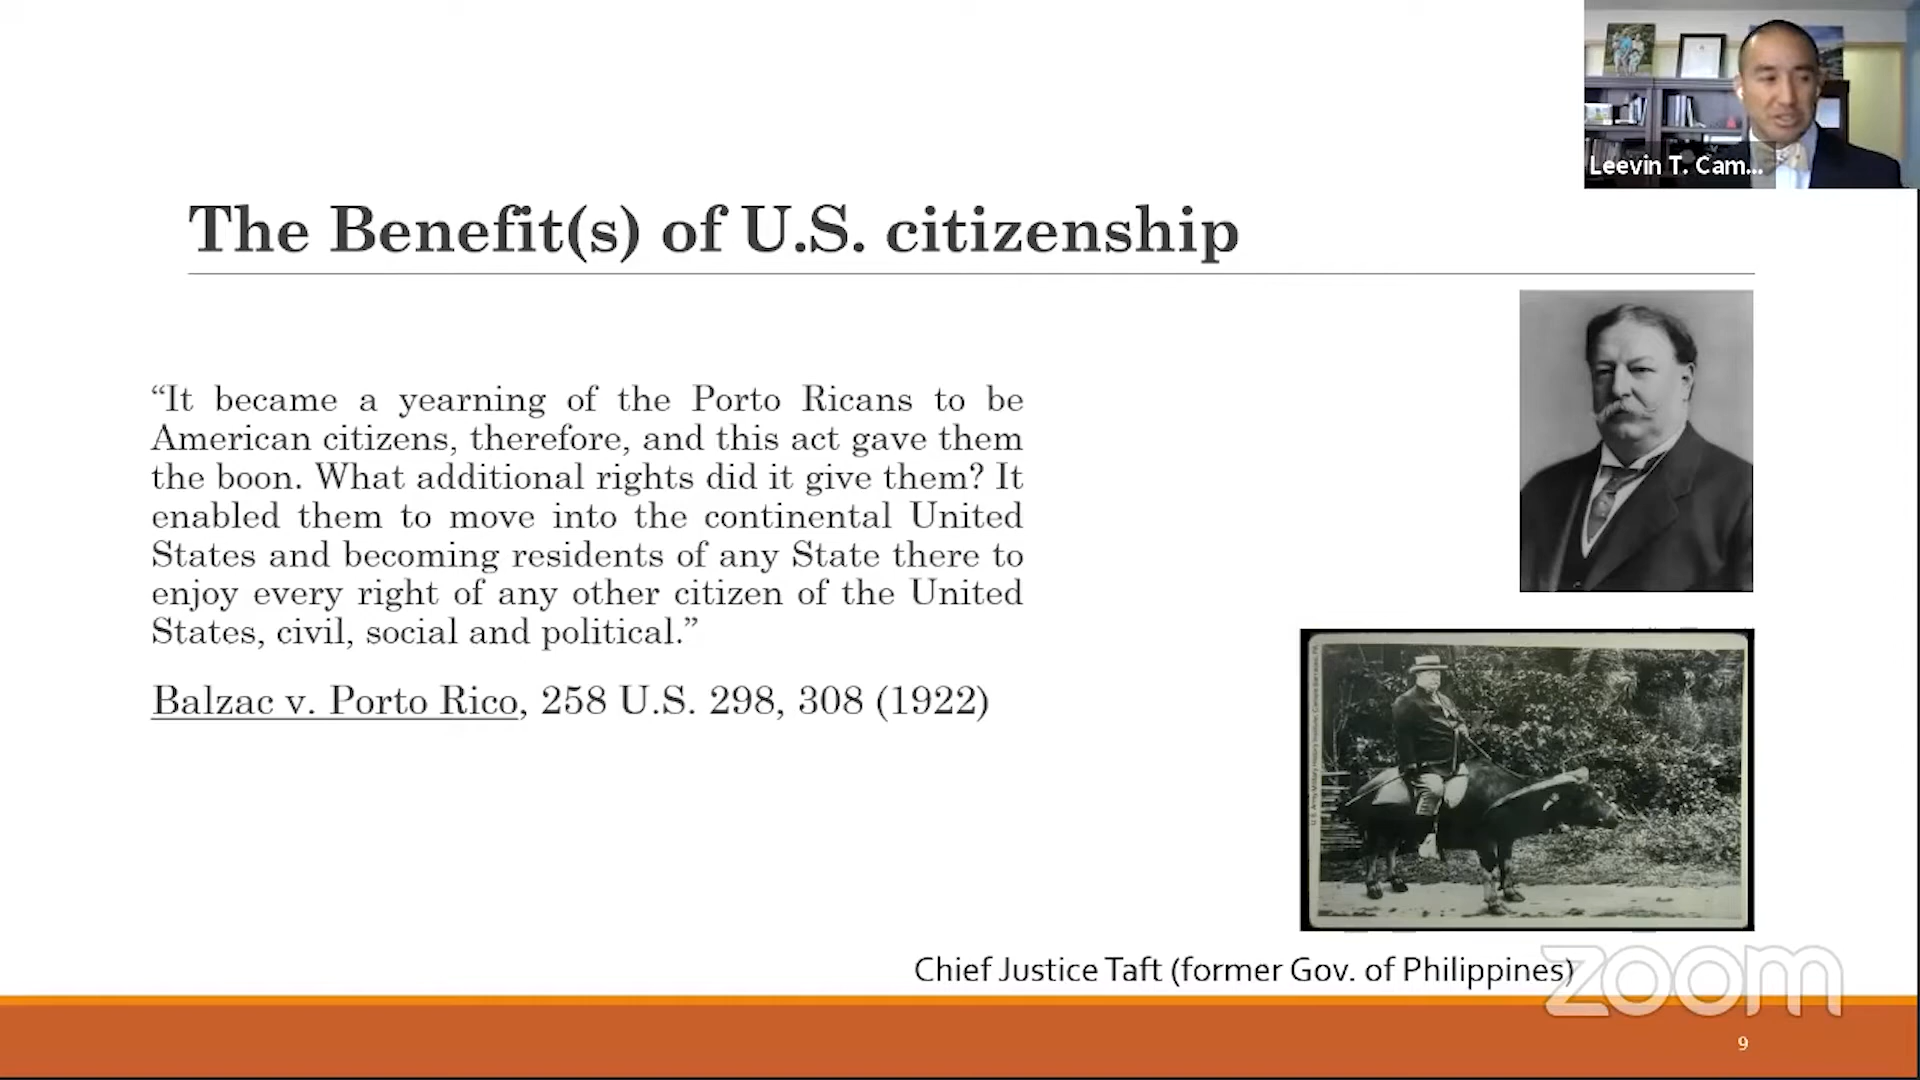 Leevin T. Cam...
The Benefit(s) of U.S. citizenship
“It became a yearning of the Porto Ricans to be
American citizens, therefore, and this act gave them
the boon. What additional rights did it give them? It
enabled them to move into the continental United
States and becoming residents of any State there to
enjoy every right of any other citizen of the United
States, civil, social and political.”
Balzac v. Porto Rico, 258 U.S. 298, 308 (1922)
Chief Justice Taft (former Gov. of Philippines)
zoom
9